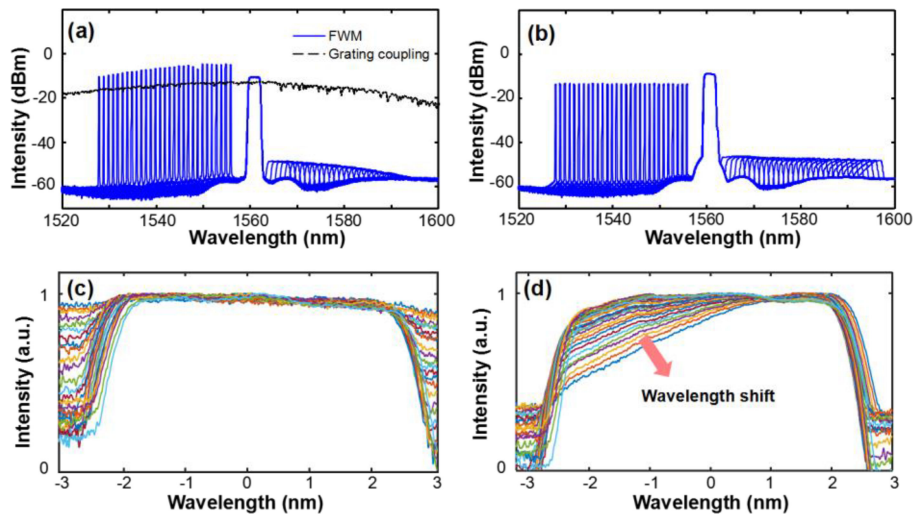 (a)
FWM
Grating coupling
Intensity (dBm)
0
-20
-40
-60
1520
1540
1560
1580
1600
Wavelength (nm)
(b)
Intensity (dBm)
0
-20
-40
-60
1520
1540
1560
1580
1600
Wavelength (nm)
(c)
Intensity (a.u.)
1
0
-3
-2
-1
0
1
2
3
Wavelength (nm)
(d)
Wavelength shift
Intensity (a.u.)
1
0
-3
-2
-1
0
1
2
3
Wavelength (nm)